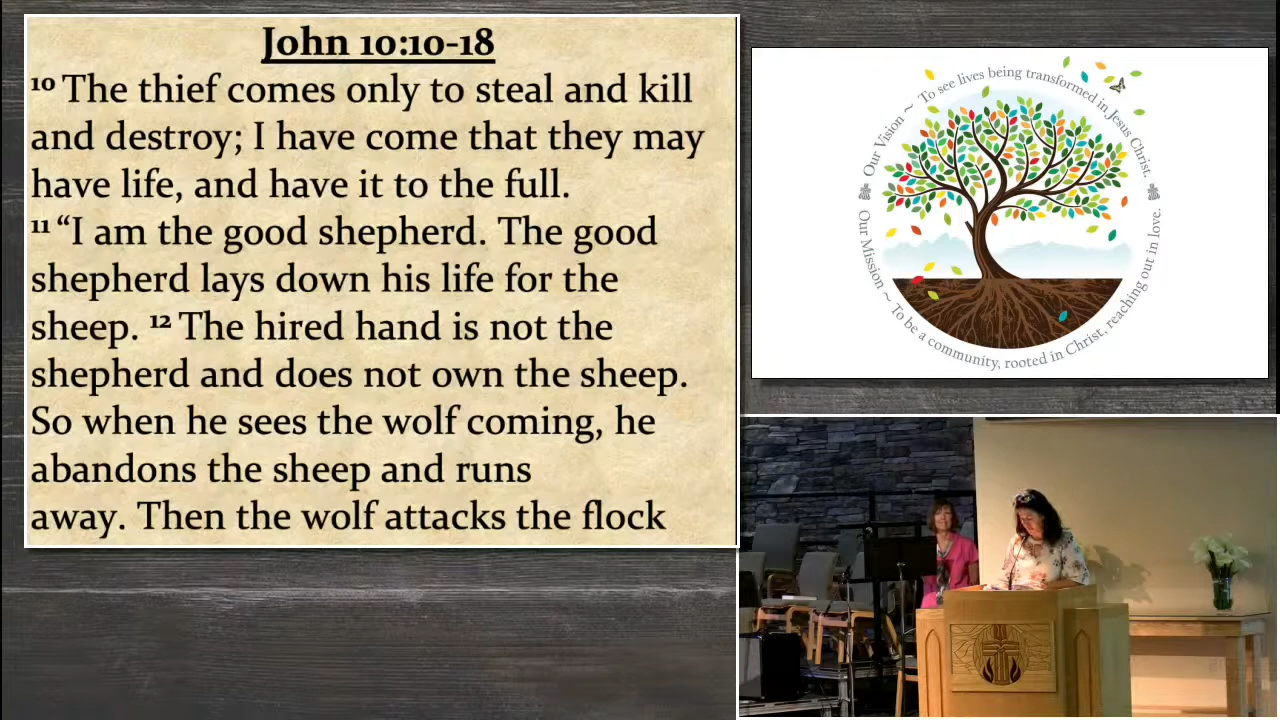 John 10:10-18
10 The thief comes only to steal and kill
and destroy; I have come that they may
have life, and have it to the full.
11 “I am the good shepherd. The good
shepherd lays down his life for the
sheep. 12 The hired hand is not the
shepherd and does not own the sheep.
So when he sees the wolf coming, he
abandons the sheep and runs
away. Then the wolf attacks the flock
Our Vision ~ To see lives being transformed in Jesus Christ.
Our Mission ~ To be a community, rooted in Christ, reaching out in love.